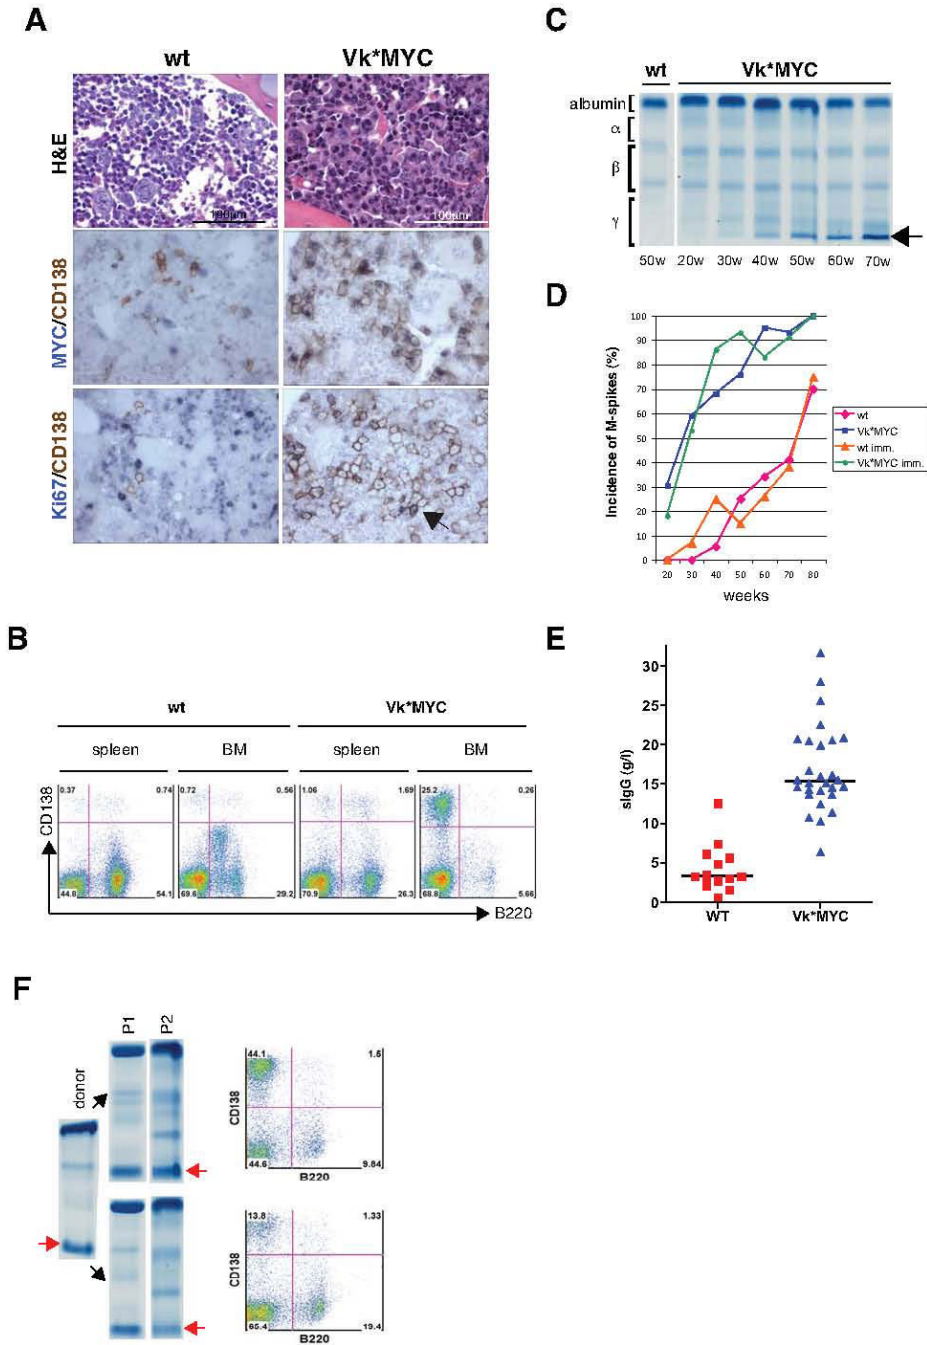 A
wt
Vk*MYC
H&E
100µm
100µm
MYC/CD138
Ki67/CD138
B
wt
Vk*MYC
spleen
BM
spleen
BM
CD138
0.37
0.74
44.8
54.1
0.72
0.56
69.6
29.2
1.06
1.69
70.9
26.3
25.2
0.26
68.8
5.66
B220
C
wt
Vk*MYC
albumin
α
β
γ
50w
20w
30w
40w
50w
60w
70w
D
Incidence of M-spikes (%)
100
90
80
70
60
50
40
30
20
10
0
20
30
40
50
60
70
80
weeks
wt
Vk*MYC
wt imm.
Vk*MYC imm.
E
sIgG (g/l)
30
25
20
15
10
5
0
WT
Vk*MYC
F
donor
P1
P2
CD138
44.1
1.5
44.6
9.84
B220
CD138
13.8
1.33
65.4
19.4
B220